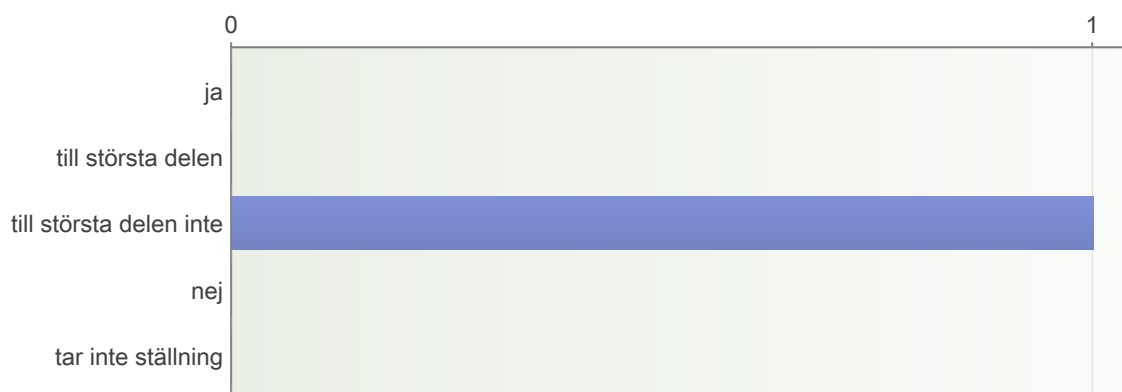 0 1
ja
till största delen
till största delen inte
nej
tar inte ställning